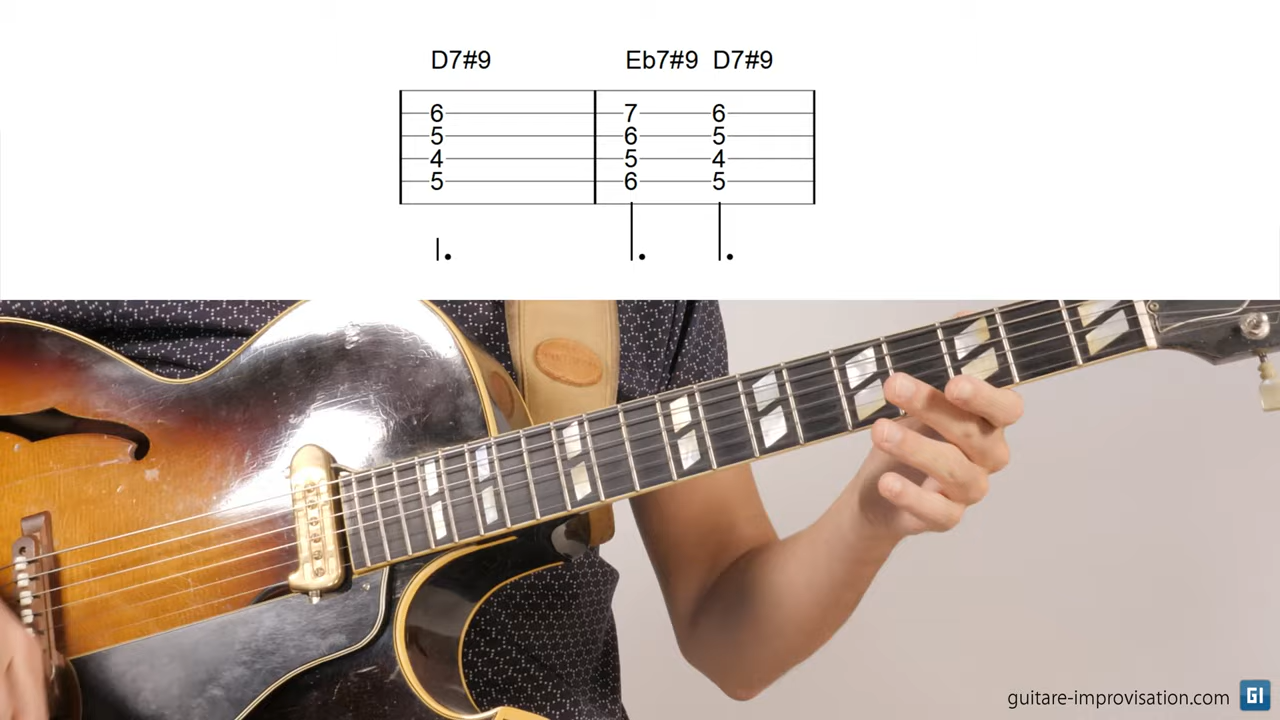 D7#9 Eb7#9 D7#9
6 7 6
5 6 5
4 5 4
5 6 5
guitare-improvisation.com GI